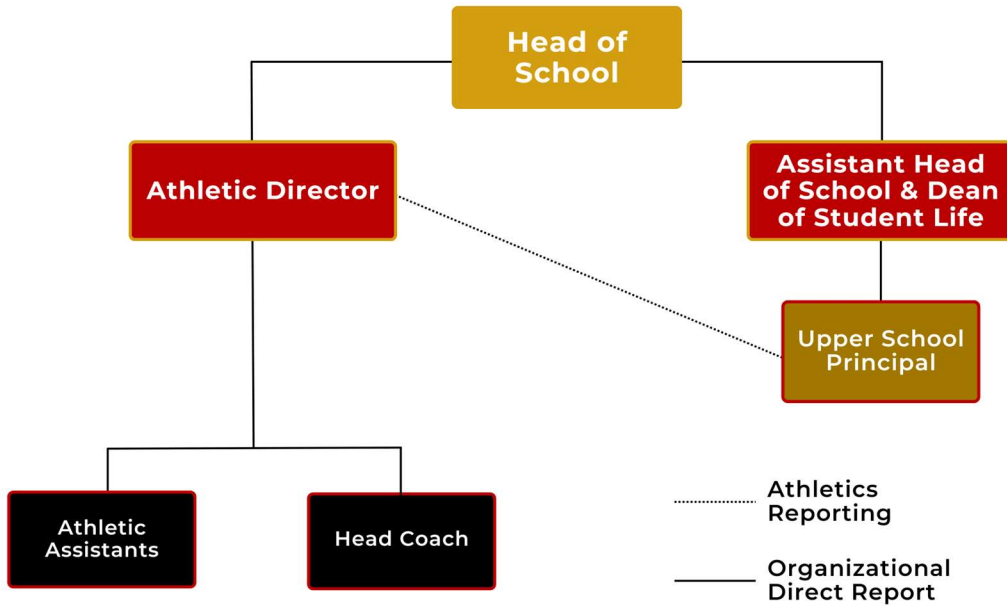 Head of
School
Athletic Director
Assistant Head
of School & Dean
of Student Life
Upper School
Principal
Athletic
Assistants
Head Coach
Athletics
Reporting
Organizational
Direct Report